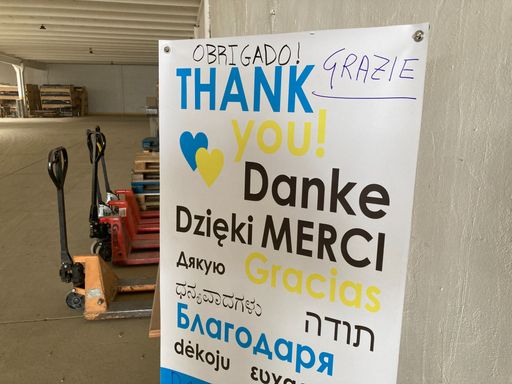 OBRIGADO! GRAZIE
THANK
you!
Danke
Dzięki MERCI
Дякую Gracias
ಧನ್ಯವಾದಗಳು תודה
Благодаря
dėkoju